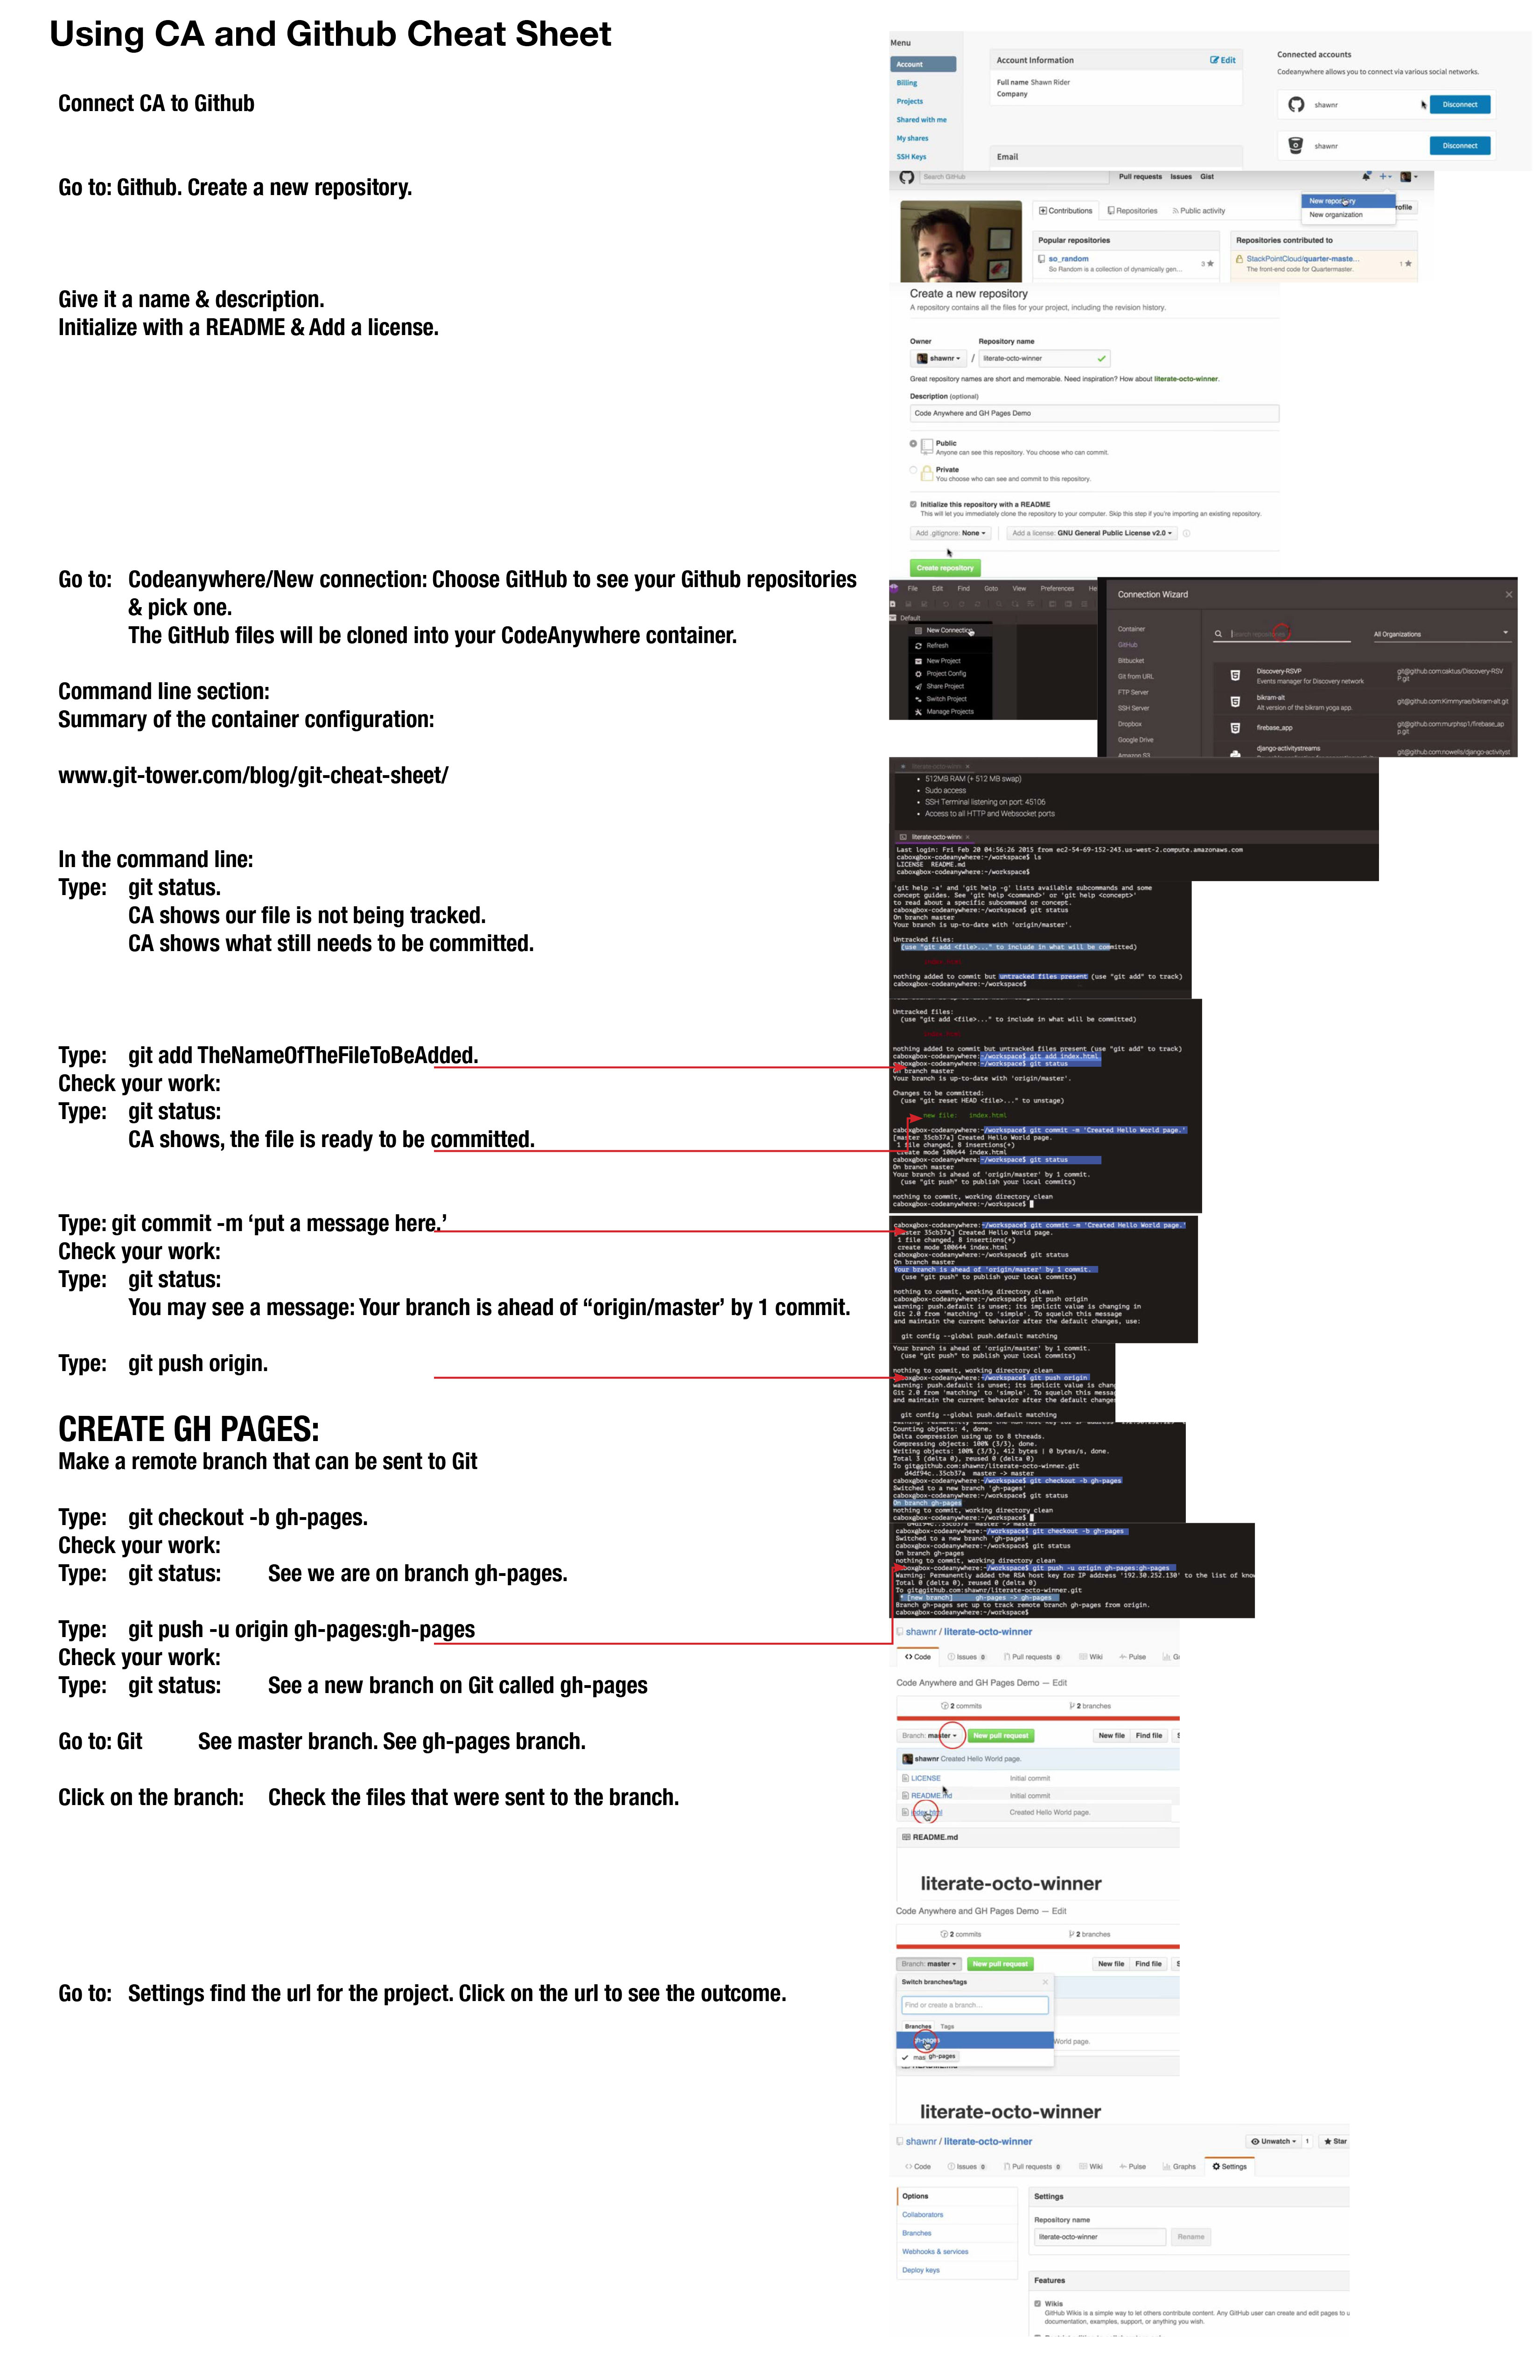 Using CA and Github Cheat Sheet
Connect CA to Github
Go to: Github. Create a new repository.
Give it a name & description.
Initialize with a README & Add a license.
Go to: Codeanywhere/New connection: Choose GitHub to see your Github repositories
& pick one.
The GitHub files will be cloned into your CodeAnywhere container.
Command line section:
Summary of the container configuration:
www.git-tower.com/blog/git-cheat-sheet/
In the command line:
Type: git status.
CA shows our file is not being tracked.
CA shows what still needs to be committed.
Type: git add TheNameOfTheFileToBeAdded.
Check your work:
Type: git status:
CA shows, the file is ready to be committed.
Type: git commit -m ‘put a message here.’
Check your work:
Type: git status:
You may see a message: Your branch is ahead of “origin/master’ by 1 commit.
Type: git push origin.
CREATE GH PAGES:
Make a remote branch that can be sent to Git
Type: git checkout -b gh-pages.
Check your work:
Type: git status: See we are on branch gh-pages.
Type: git push -u origin gh-pages:gh-pages
Check your work:
Type: git status: See a new branch on Git called gh-pages
Go to: Git See master branch. See gh-pages branch.
Click on the branch: Check the files that were sent to the branch.
Go to: Settings find the url for the project. Click on the url to see the outcome.
Menu
Account
Billing
Projects
Shared with me
My shares
SSH Keys
Account Information Edit
Full name Shawn Rider
Company
Email
Connected accounts
Codeanywhere allows you to connect via various social networks.
shawnr Disconnect
shawnr Disconnect
Search GitHub Pull requests Issues Gist
New repository
New organization
Contributions Repositories Public activity
Popular repositories
so_random 3
So Random is a collection of dynamically gen...
Repositories contributed to
StackPointCloud/quarter-maste... 1
The front-end code for Quartermaster.
Create a new repository
A repository contains all the files for your project, including the revision history.
Owner Repository name
shawnr / literate-octo-winner
Great repository names are short and memorable. Need inspiration? How about literate-octo-winner.
Description (optional)
Code Anywhere and GH Pages Demo
Public
Anyone can see this repository. You choose who can commit.
Private
You choose who can see and commit to this repository.
Initialize this repository with a README
This will let you immediately clone the repository to your computer. Skip this step if you're importing an existing repository.
Add .gitignore: None Add a license: GNU General Public License v2.0
Create repository
File Edit Find Goto View Preferences He
Default
New Connection
Refresh
New Project
Project Config
Share Project
Switch Project
Manage Projects
Connection Wizard
Container
GitHub
Bitbucket
Git from URL
FTP Server
SSH Server
Dropbox
Google Drive
Amazon S3
All Organizations
Discovery-RSVP
Events manager for Discovery network
git@github.com:caktus/Discovery-RSV
P.git
bikram-alt
Alt version of the bikram yoga app.
git@github.com:Kimmyrae/bikram-alt.git
firebase_app
git@github.com:murphsp1/firebase_ap
p.git
django-activitystreams
git@github.com:nowells/django-activityst
512MB RAM (+ 512 MB swap)
Sudo access
SSH Terminal listening on port: 45106
Access to all HTTP and Websocket ports
literate-octo-winn
Last login: Fri Feb 20 04:56:26 2015 from ec2-54-69-152-243.us-west-2.compute.amazonaws.com
cabox@box-codeanywhere:~/workspace$ ls
LICENSE README.md
cabox@box-codeanywhere:~/workspace$
'git help -a' and 'git help -g' lists available subcommands and some
concept guides. See 'git help <command>' or 'git help <concept>'
to read about a specific subcommand or concept.
cabox@box-codeanywhere:~/workspace$ git status
On branch master
Your branch is up-to-date with 'origin/master'.
Untracked files:
(use "git add <file>..." to include in what will be committed)
nothing added to commit but untracked files present (use "git add" to track)
cabox@box-codeanywhere:~/workspace$
Untracked files:
(use "git add <file>..." to include in what will be committed)
nothing added to commit but untracked files present (use "git add" to track)
cabox@box-codeanywhere:~/workspace$ git add index.html
cabox@box-codeanywhere:~/workspace$ git status
On branch master
Your branch is up-to-date with 'origin/master'.
Changes to be committed:
(use "git reset HEAD <file>..." to unstage)
new file: index.html
cabox@box-codeanywhere:~/workspace$ git commit -m 'Created Hello World page.'
[master 35cb37a] Created Hello World page.
1 file changed, 8 insertions(+)
create mode 100644 index.html
cabox@box-codeanywhere:~/workspace$ git status
On branch master
Your branch is ahead of 'origin/master' by 1 commit.
(use "git push" to publish your local commits)
nothing to commit, working directory clean
cabox@box-codeanywhere:~/workspace$
cabox@box-codeanywhere:~/workspace$ git commit -m 'Created Hello World page.'
master 35cb37a] Created Hello World page.
1 file changed, 8 insertions(+)
create mode 100644 index.html
cabox@box-codeanywhere:~/workspace$ git status
On branch master
Your branch is ahead of 'origin/master' by 1 commit.
(use "git push" to publish your local commits)
nothing to commit, working directory clean
cabox@box-codeanywhere:~/workspace$ git push origin
warning: push.default is unset; its implicit value is changing in
Git 2.0 from 'matching' to 'simple'. To squelch this message
and maintain the current behavior after the default changes, use:
git config --global push.default matching
Your branch is ahead of 'origin/master' by 1 commit.
(use "git push" to publish your local commits)
nothing to commit, working directory clean
cabox@box-codeanywhere:~/workspace$ git push origin
warning: push.default is unset; its implicit value is chang
Git 2.0 from 'matching' to 'simple'. To squelch this messag
and maintain the current behavior after the default changes
git config --global push.default matching
Counting objects: 4, done.
Delta compression using up to 8 threads.
Compressing objects: 100% (3/3), done.
Writing objects: 100% (3/3), 412 bytes | 0 bytes/s, done.
Total 3 (delta 0), reused 0 (delta 0)
To git@github.com:shawnr/literate-octo-winner.git
d4df94c..35cb37a master -> master
cabox@box-codeanywhere:~/workspace$ git checkout -b gh-pages
Switched to a new branch 'gh-pages'
cabox@box-codeanywhere:~/workspace$ git status
On branch gh-pages
nothing to commit, working directory clean
cabox@box-codeanywhere:~/workspace$
d4df94c..35cb37a master -> master
cabox@box-codeanywhere:~/workspace$ git checkout -b gh-pages
Switched to a new branch 'gh-pages'
cabox@box-codeanywhere:~/workspace$ git status
On branch gh-pages
nothing to commit, working directory clean
cabox@box-codeanywhere:~/workspace$ git push -u origin gh-pages:gh-pages
Warning: Permanently added the RSA host key for IP address '192.30.252.130' to the list of know
Total 0 (delta 0), reused 0 (delta 0)
To git@github.com:shawnr/literate-octo-winner.git
* [new branch] gh-pages -> gh-pages
Branch gh-pages set up to track remote branch gh-pages from origin.
cabox@box-codeanywhere:~/workspace$
shawnr / literate-octo-winner
Code Issues 0 Pull requests 0 Wiki Pulse G
Code Anywhere and GH Pages Demo — Edit
2 commits 2 branches
Branch: master New pull request New file Find file
shawnr Created Hello World page.
LICENSE Initial commit
README.md Initial commit
index.html Created Hello World page.
README.md
literate-octo-winner
Code Anywhere and GH Pages Demo — Edit
2 commits 2 branches
Branch: master New pull request New file Find file
Switch branches/tags
Find or create a branch...
Branches Tags
gh-pages
mas gh-pages
World page.
README.md
literate-octo-winner
shawnr / literate-octo-winner Unwatch 1 Star
Code Issues 0 Pull requests 0 Wiki Pulse Graphs Settings
Options
Collaborators
Branches
Webhooks & services
Deploy keys
Settings
Repository name
literate-octo-winner Rename
Features
Wikis
GitHub Wikis is a simple way to let others contribute content. Any GitHub user can create and edit pages to u
documentation, examples, support, or anything you wish.